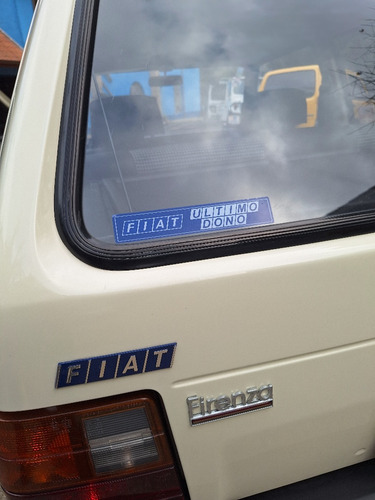 FIAT ULTIMO
DONO
FIAT
Firenza